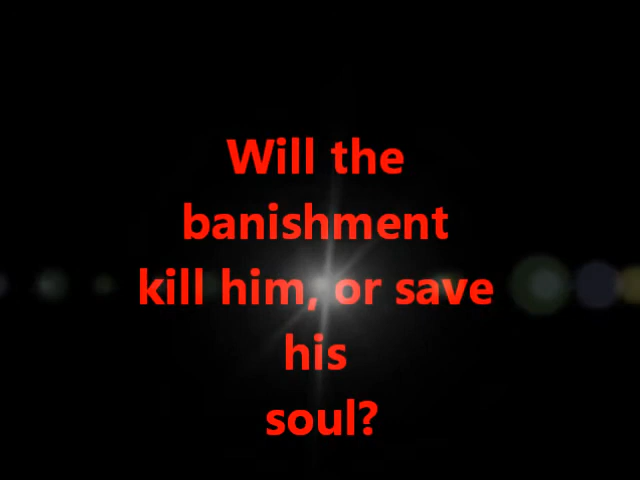 Will the
banishment
kill him, or save
his
soul?